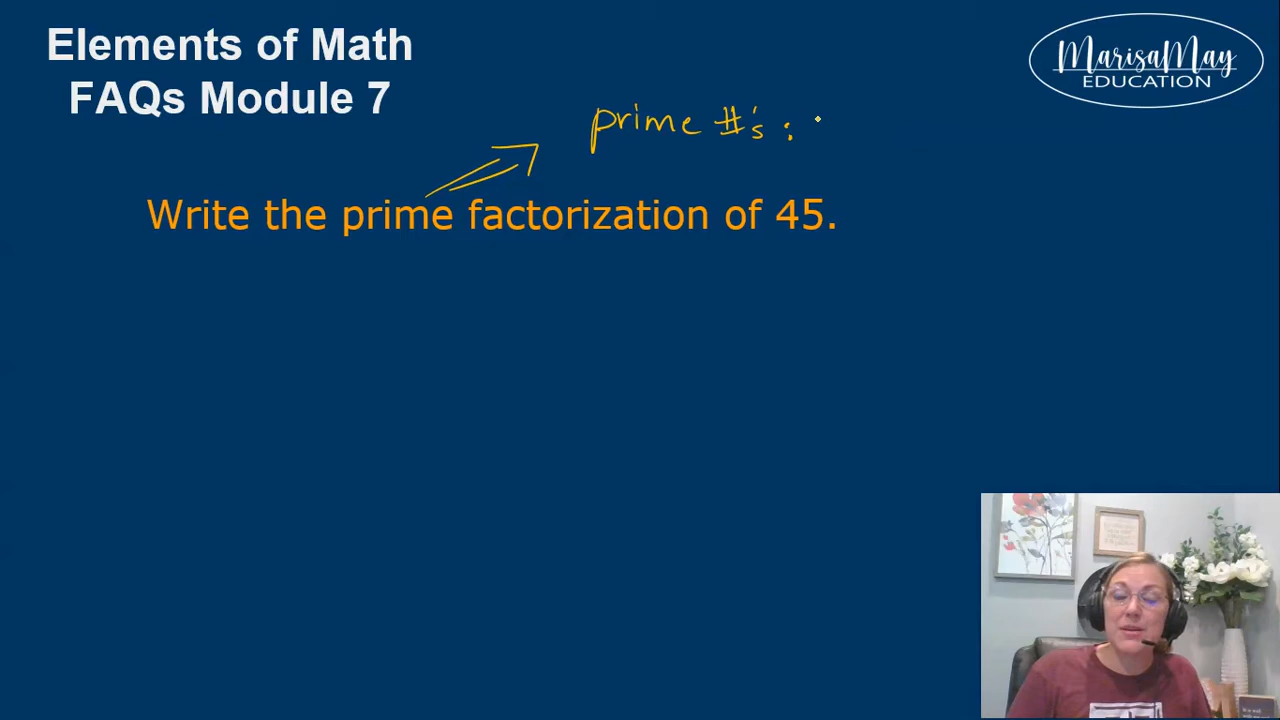 Elements of Math
FAQs Module 7
MarisaMay
EDUCATION
prime #'s :
Write the prime factorization of 45.